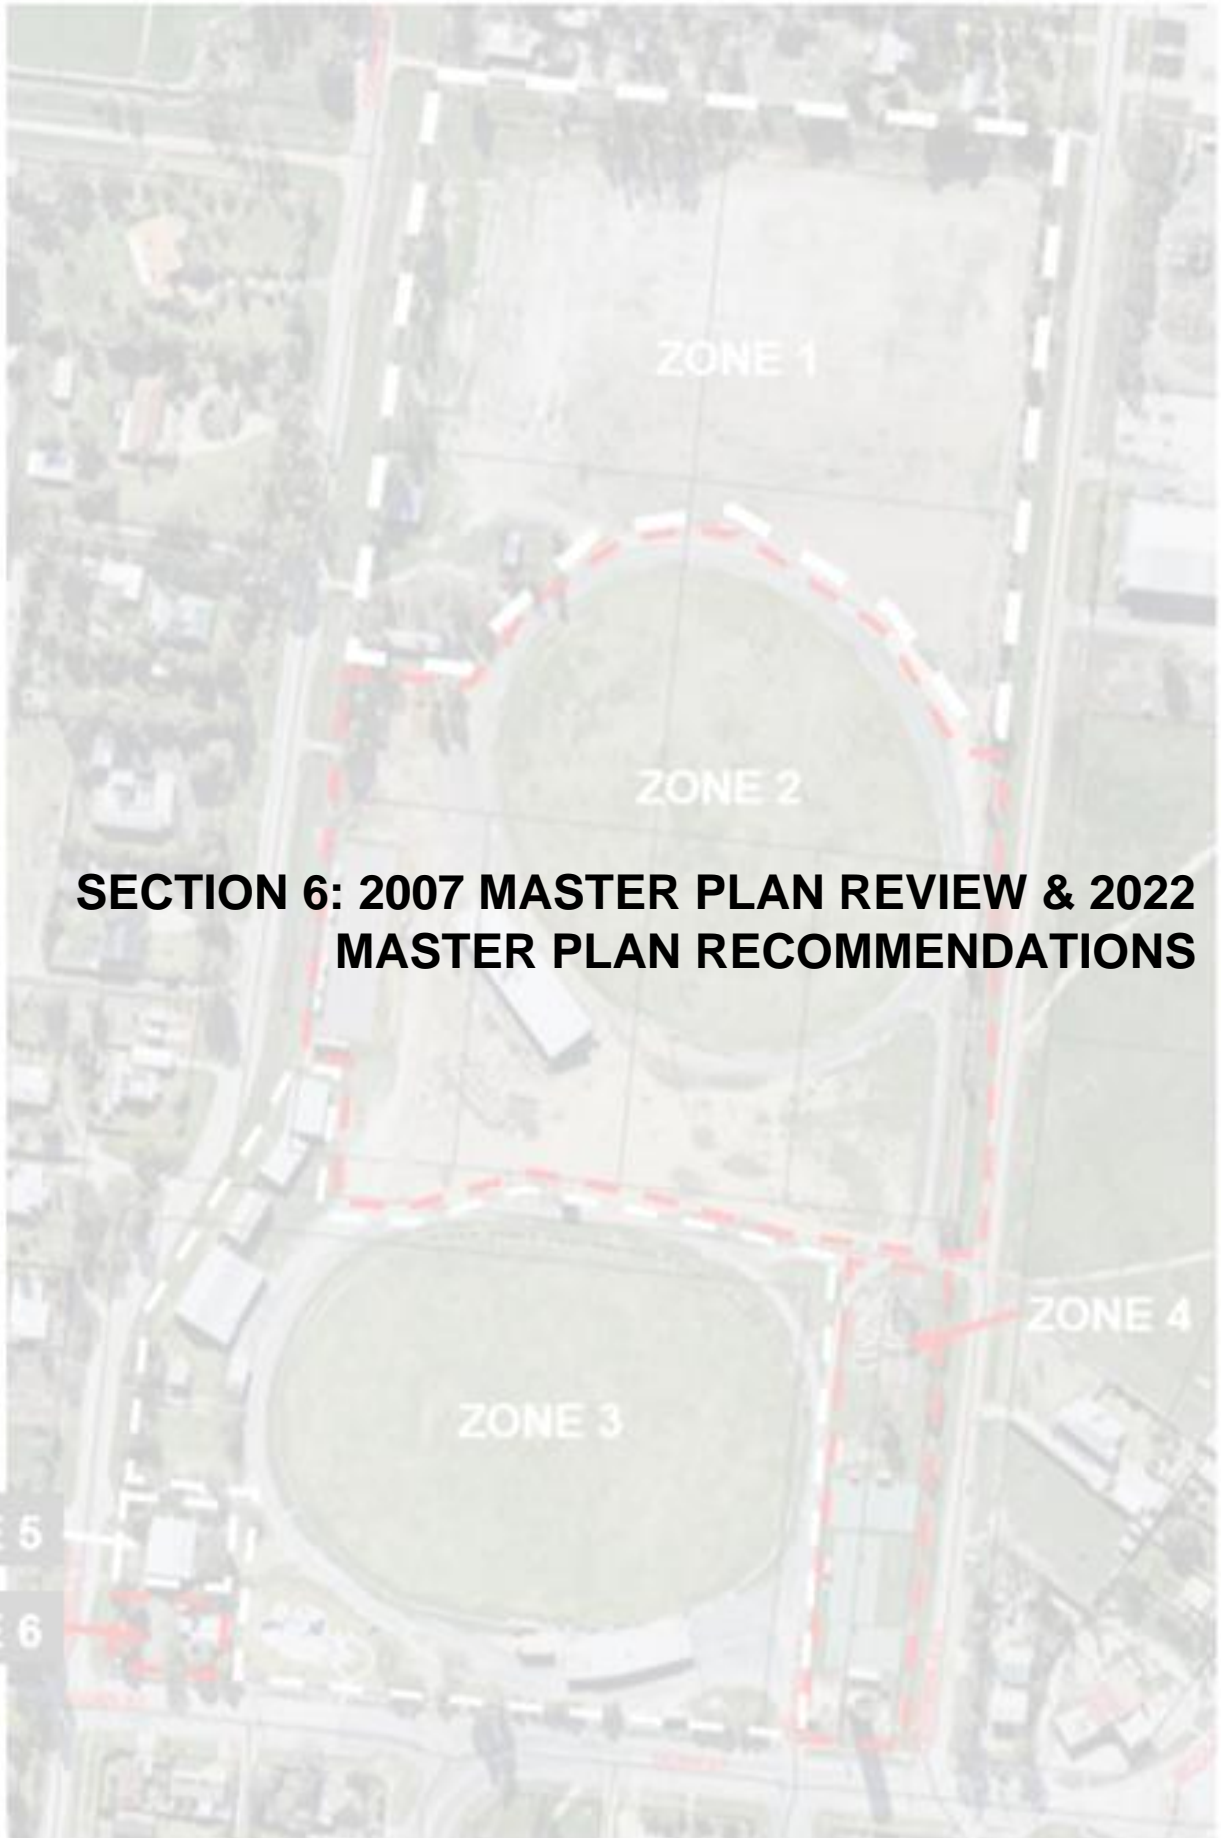 ZONE 1
ZONE 2
SECTION 6: 2007 MASTER PLAN REVIEW & 2022
MASTER PLAN RECOMMENDATIONS
ZONE 4
ZONE 3
E 5
E 6